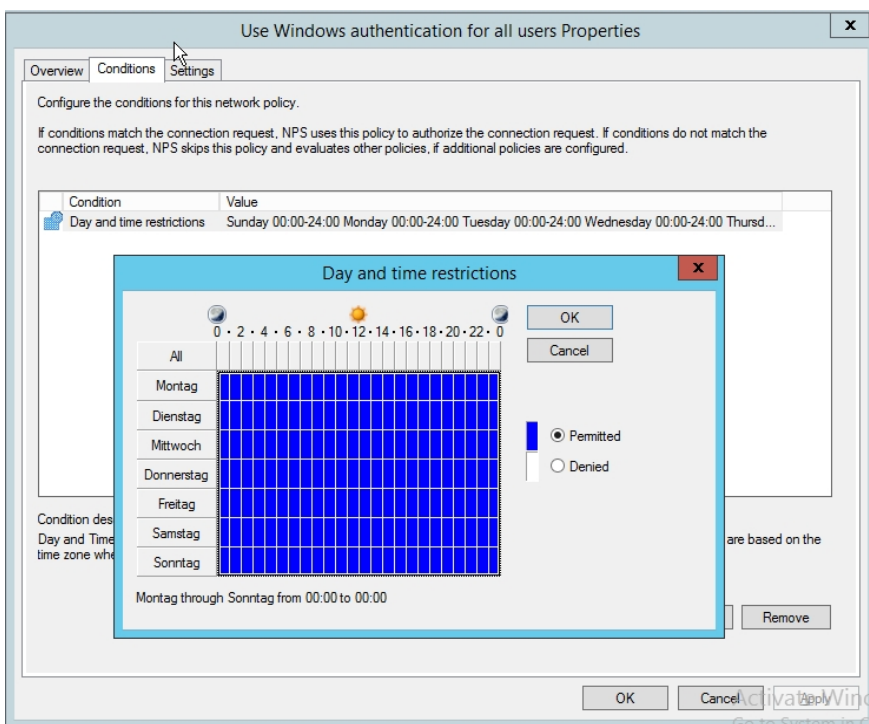 Use Windows authentication for all users Properties
x
Overview Conditions Settings
Configure the conditions for this network policy.
If conditions match the connection request, NPS uses this policy to authorize the connection request. If conditions do not match the
connection request, NPS skips this policy and evaluates other policies, if additional policies are configured.
Condition Value
Day and time restrictions Sunday 00:00-24:00 Monday 00:00-24:00 Tuesday 00:00-24:00 Wednesday 00:00-24:00 Thursd...
Day and time restrictions
x
0 · 2 · 4 · 6 · 8 · 10 · 12 · 14 · 16 · 18 · 20 · 22 · 0
OK
Cancel
All
Montag
Dienstag
Mittwoch
Donnerstag
Freitag
Samstag
Sonntag
Permitted
Denied
Montag through Sonntag from 00:00 to 00:00
Condition des
Day and Time
are based on the
time zone whe
Remove
OK Cancel Apply
Activate Wind
Go to System in C